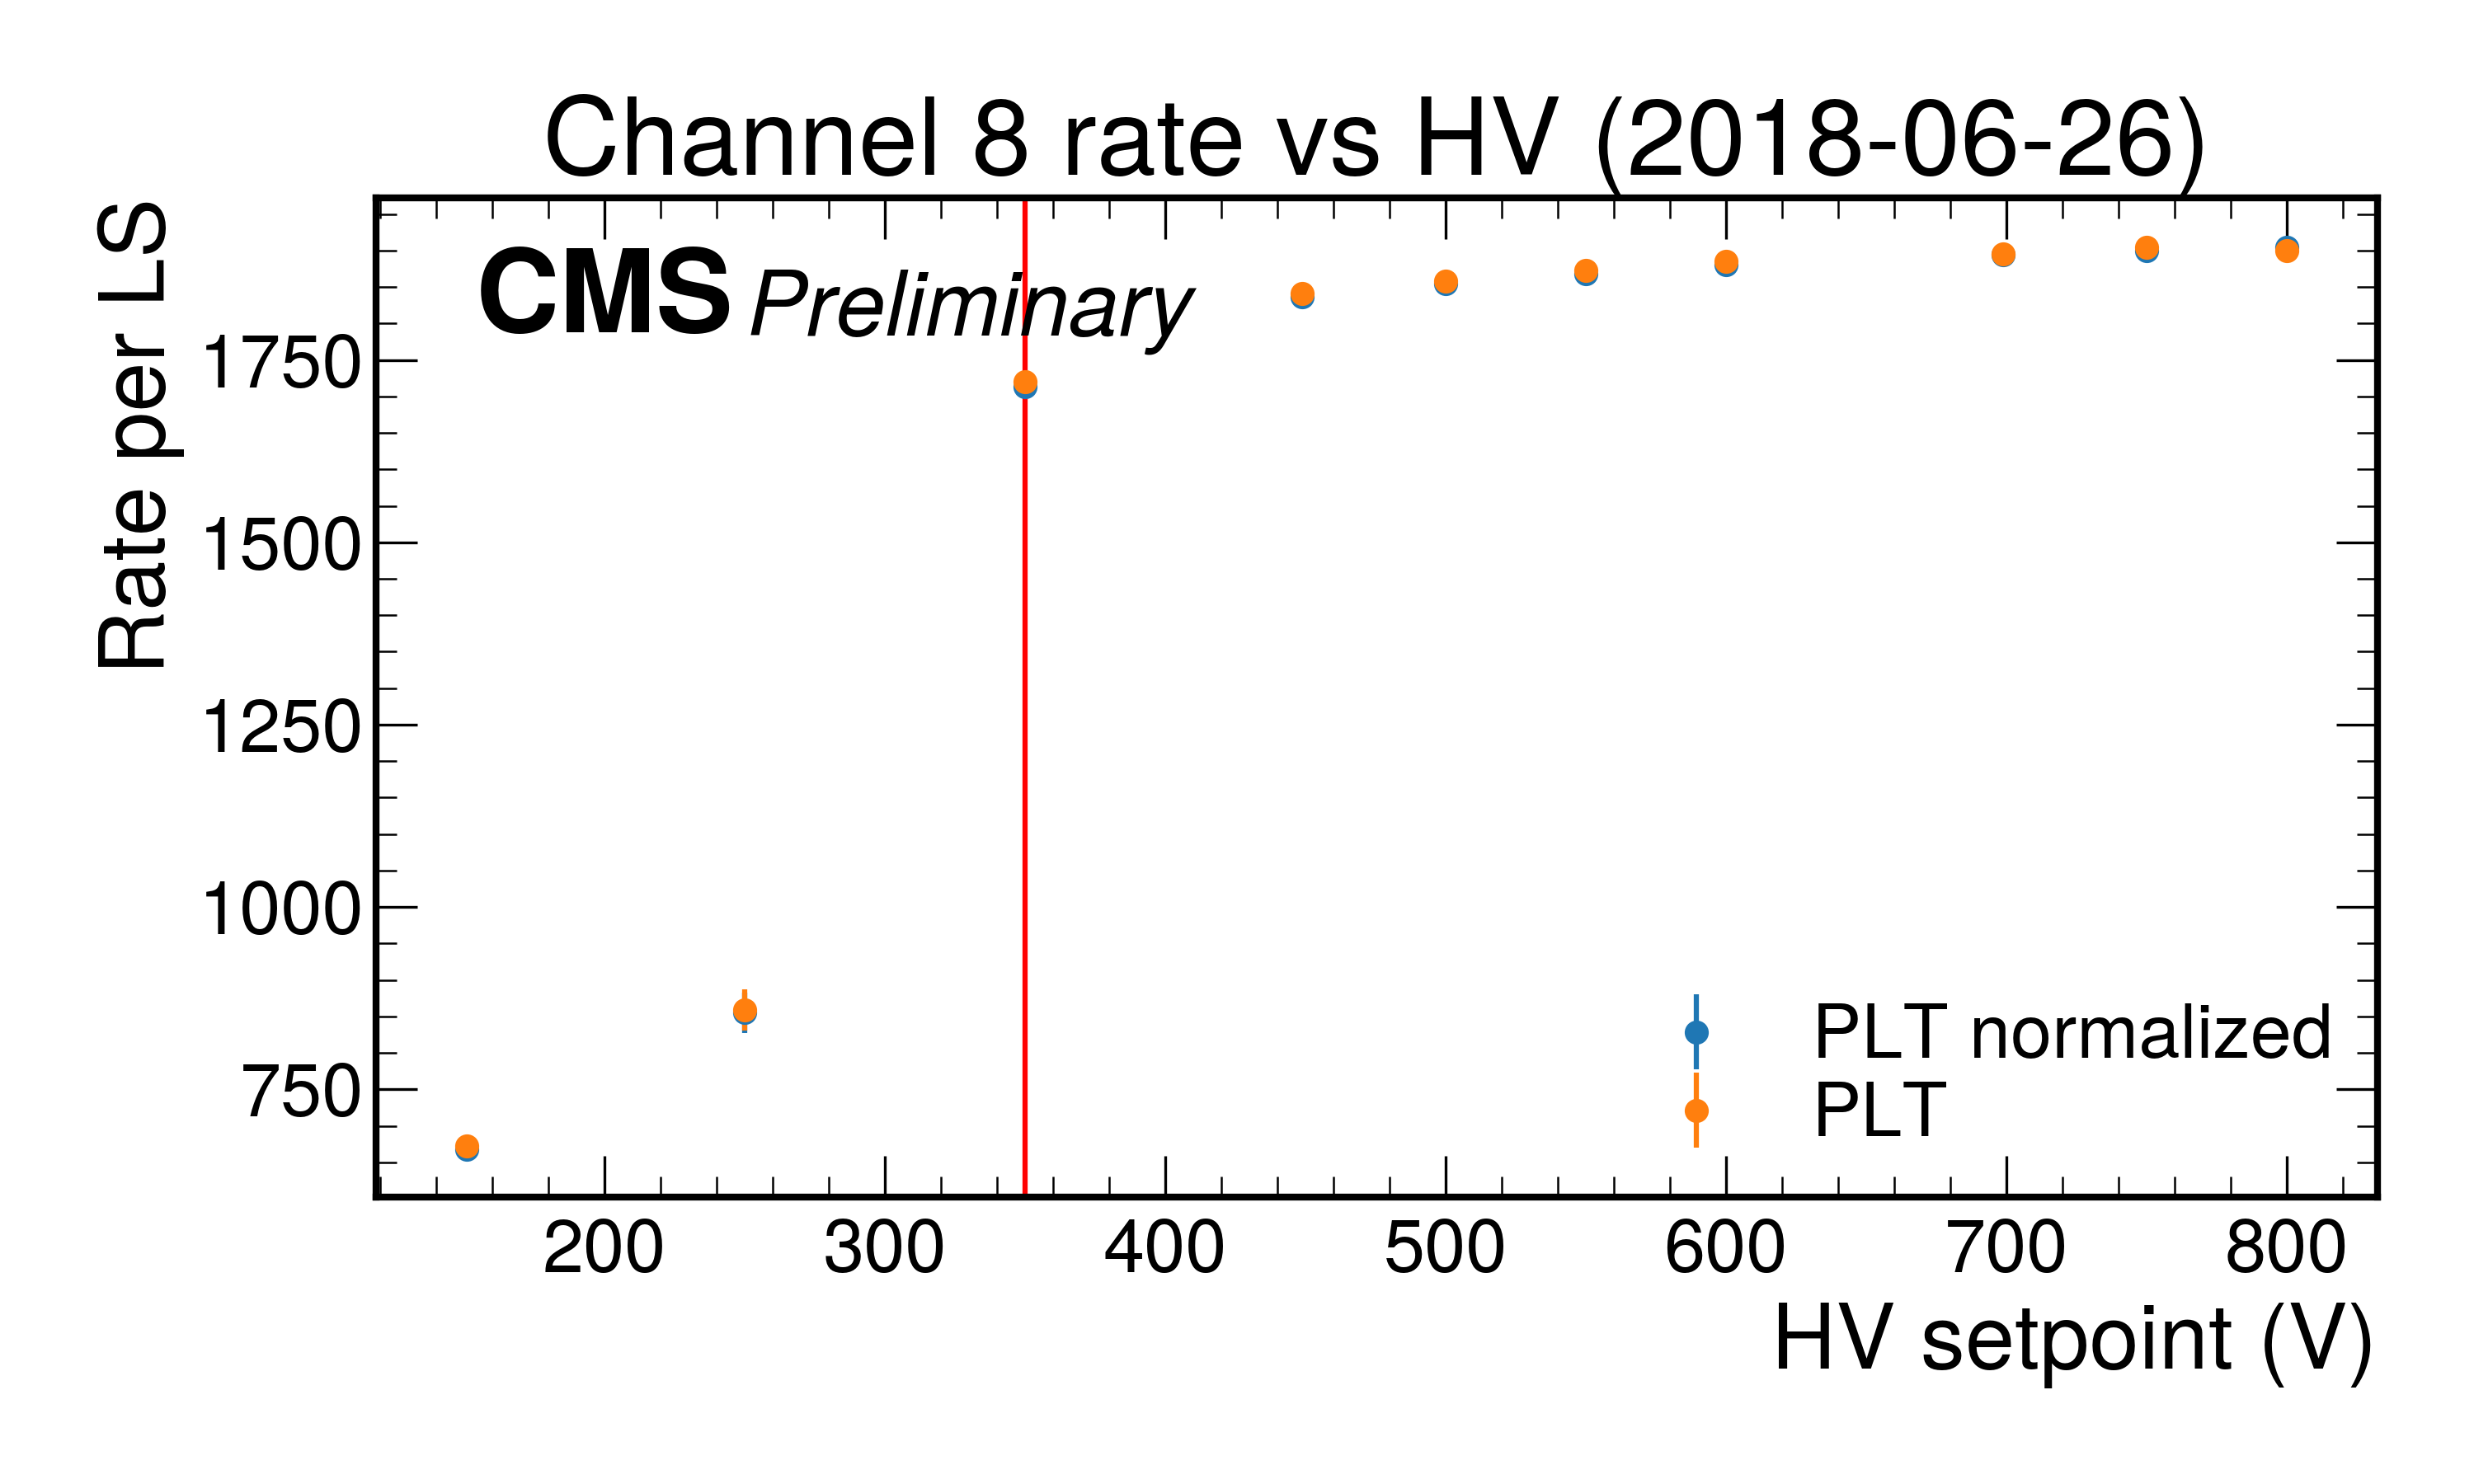 Channel 8 rate vs HV (2018-06-26)
Rate per LS
CMS Preliminary
1750
1500
1250
1000
750
PLT normalized
PLT
200 300 400 500 600 700 800
HV setpoint (V)